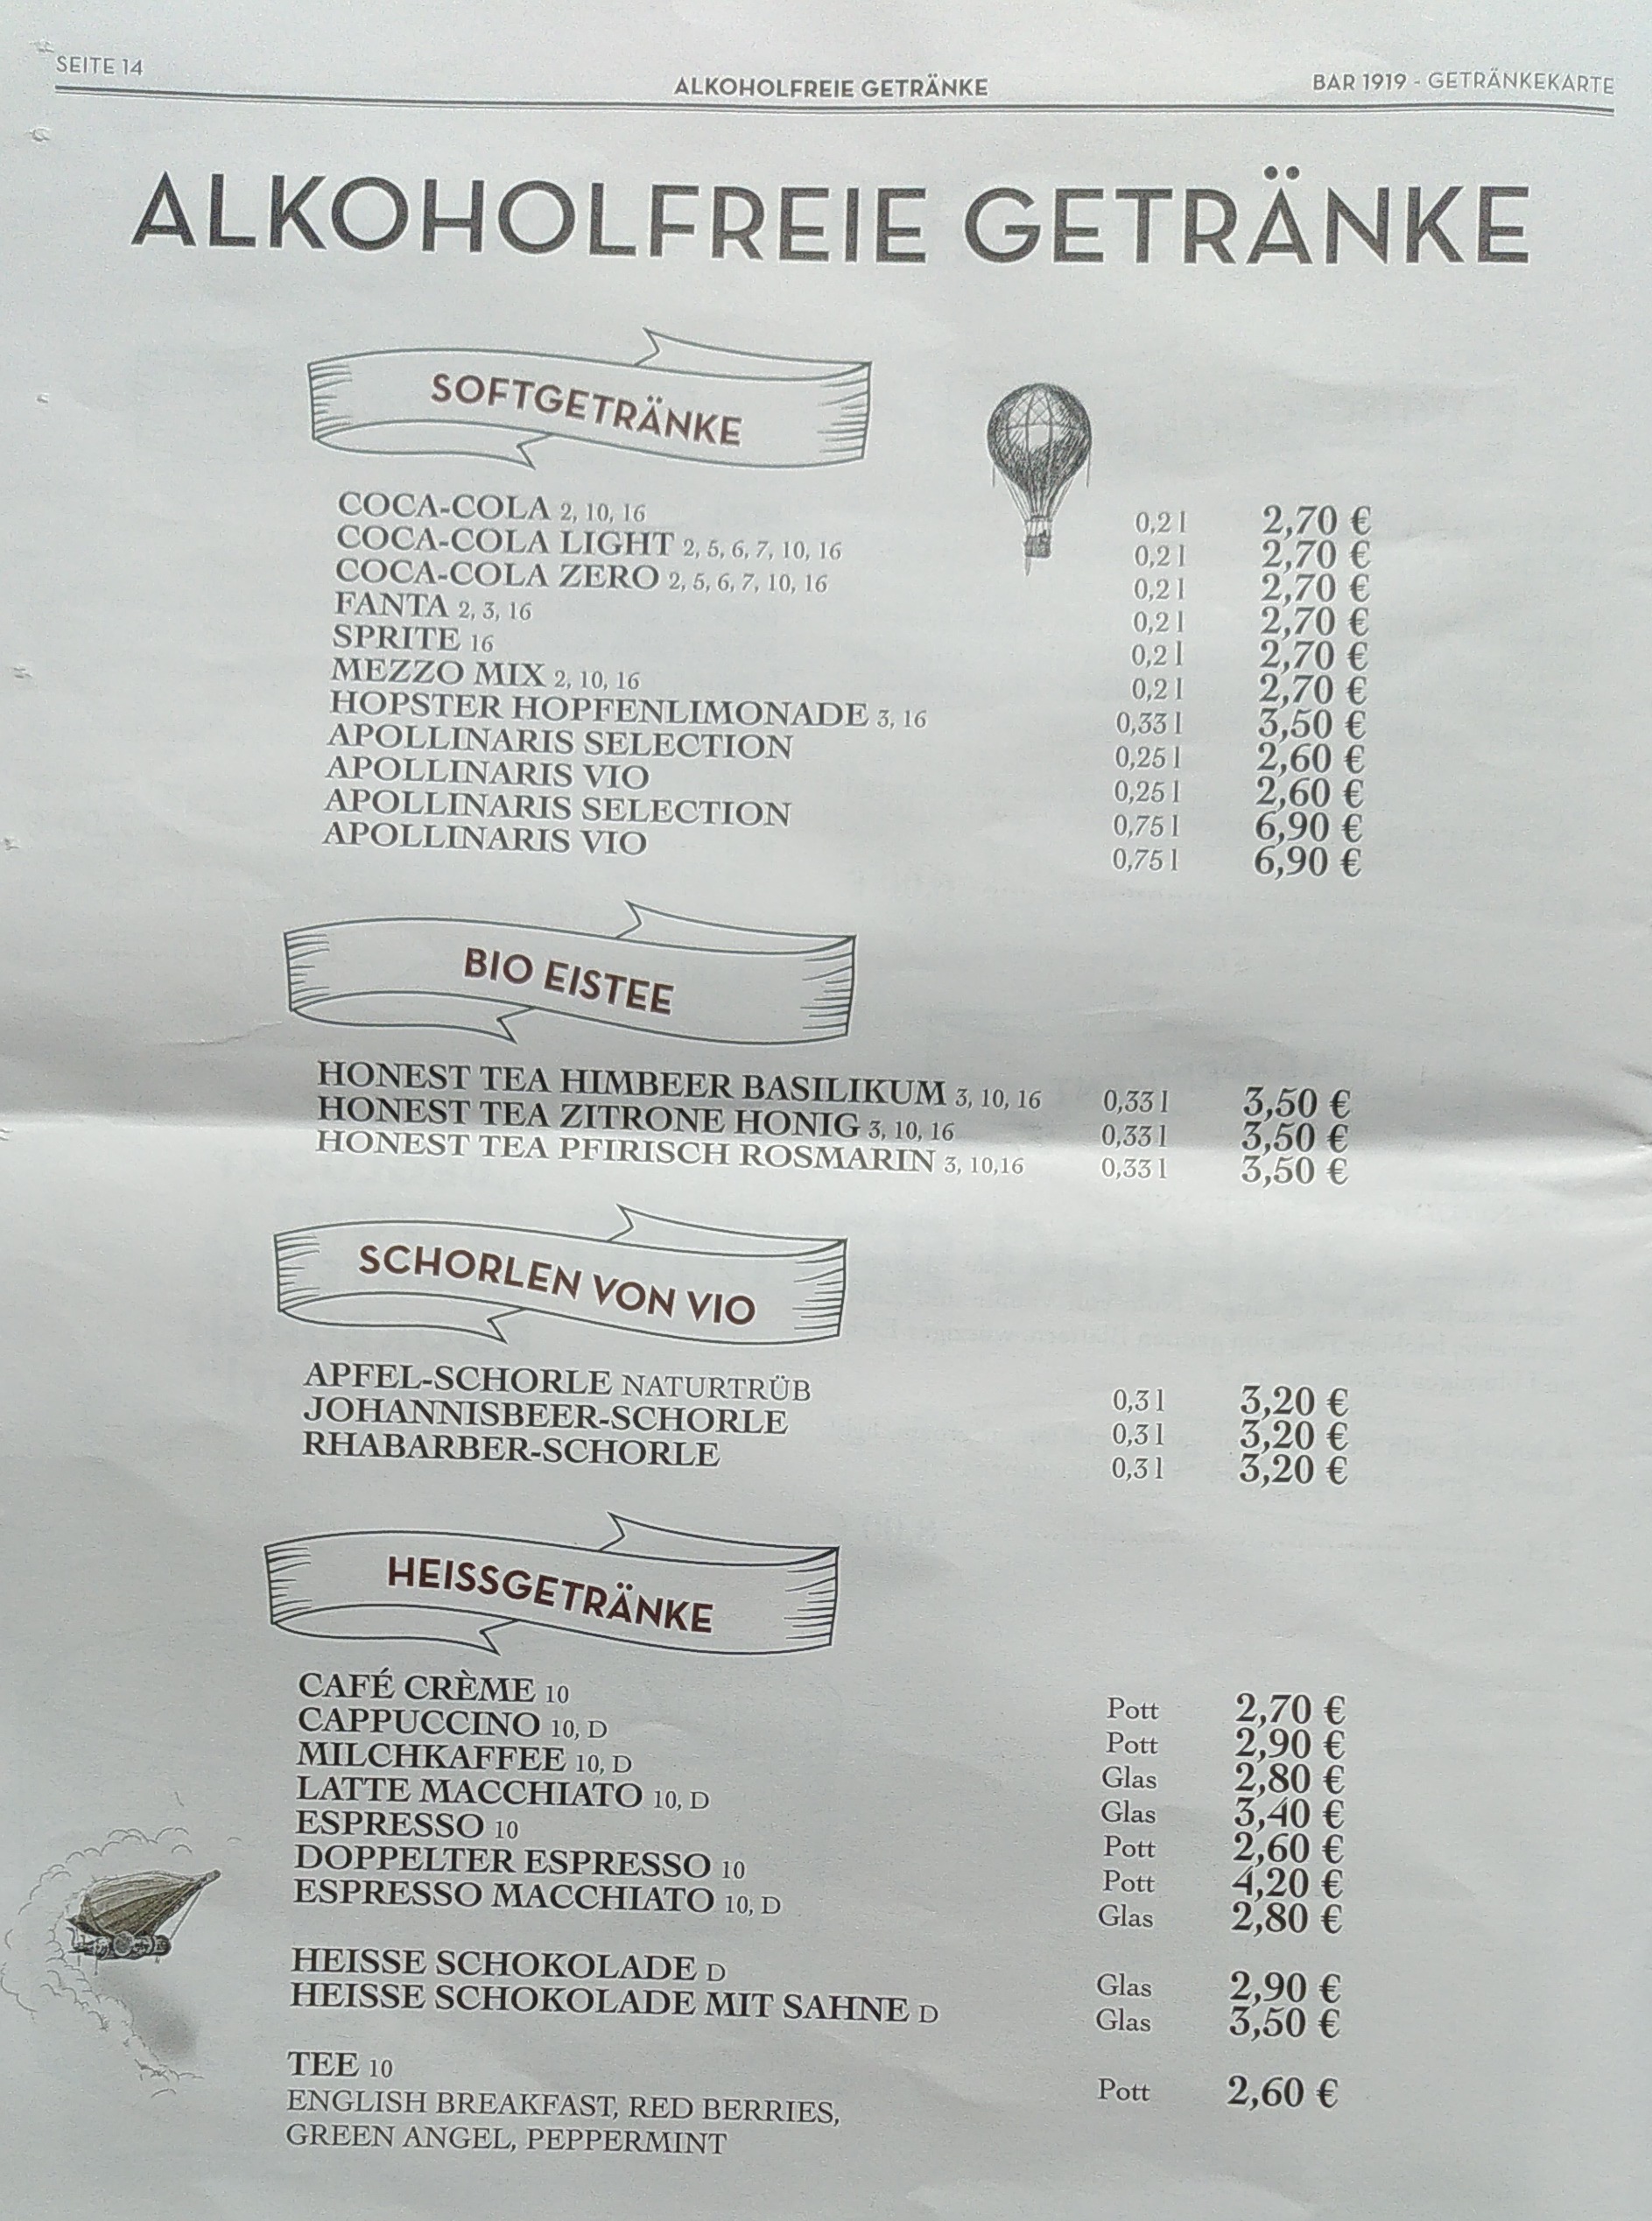 SEITE 14
ALKOHOLFREIE GETRÄNKE
BAR 1919 - GETRÄNKEKARTE
ALKOHOLFREIE GETRÄNKE
SOFTGETRÄNKE
COCA-COLA 2, 10, 16 0,2 l 2,70 €
COCA-COLA LIGHT 2, 5, 6, 7, 10, 16 0,2 l 2,70 €
COCA-COLA ZERO 2, 5, 6, 7, 10, 16 0,2 l 2,70 €
FANTA 2, 3, 16 0,2 l 2,70 €
SPRITE 16 0,2 l 2,70 €
MEZZO MIX 2, 10, 16 0,2 l 2,70 €
HOPSTER HOPFENLIMONADE 3, 16 0,33 l 3,50 €
APOLLINARIS SELECTION 0,25 l 2,60 €
APOLLINARIS VIO 0,25 l 2,60 €
APOLLINARIS SELECTION 0,75 l 6,90 €
APOLLINARIS VIO 0,75 l 6,90 €
BIO EISTEE
HONEST TEA HIMBEER BASILIKUM 3, 10, 16 0,33 l 3,50 €
HONEST TEA ZITRONE HONIG 3, 10, 16 0,33 l 3,50 €
HONEST TEA PFIRISCH ROSMARIN 3, 10,16 0,33 l 3,50 €
SCHORLEN VON VIO
APFEL-SCHORLE NATURTRÜB 0,3 l 3,20 €
JOHANNISBEER-SCHORLE 0,3 l 3,20 €
RHABARBER-SCHORLE 0,3 l 3,20 €
HEISSGETRÄNKE
CAFÉ CRÈME 10 Pott 2,70 €
CAPPUCCINO 10, D Pott 2,90 €
MILCHKAFFEE 10, D Glas 2,80 €
LATTE MACCHIATO 10, D Glas 3,40 €
ESPRESSO 10 Pott 2,60 €
DOPPELTER ESPRESSO 10 Pott 4,20 €
ESPRESSO MACCHIATO 10, D Glas 2,80 €
HEISSE SCHOKOLADE D Glas 2,90 €
HEISSE SCHOKOLADE MIT SAHNE D Glas 3,50 €
TEE 10 Pott 2,60 €
ENGLISH BREAKFAST, RED BERRIES,
GREEN ANGEL, PEPPERMINT